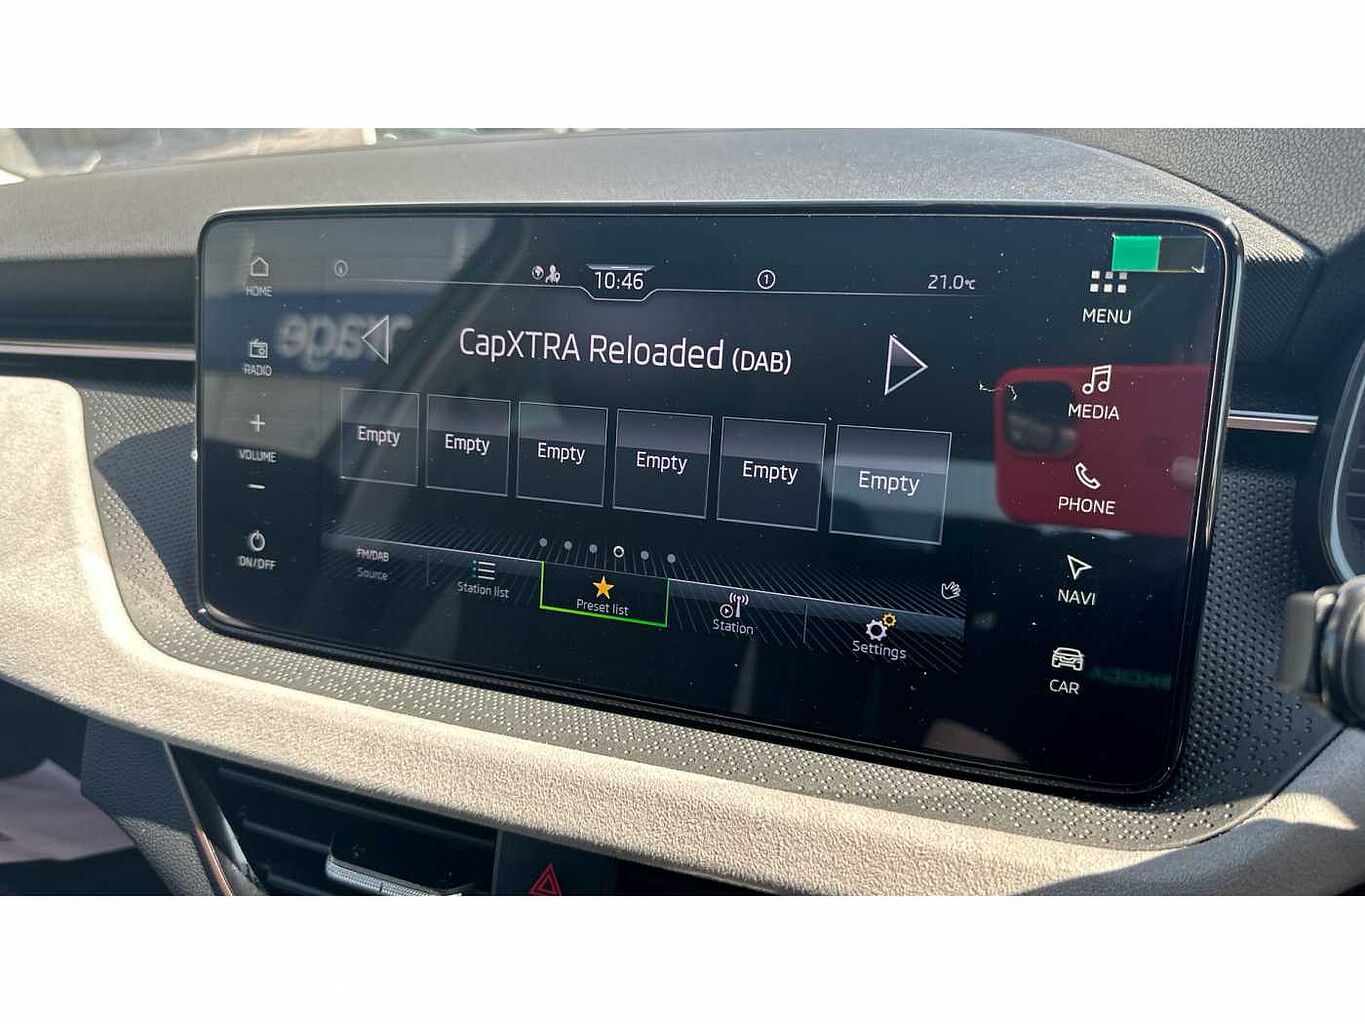 HOME
RADIO
VOLUME
ON/OFF
10:46
1
21.0°C
CapXTRA Reloaded (DAB)
Empty
Empty
Empty
Empty
Empty
Empty
FM/DAB
Source
Station list
Preset list
Station
Settings
MENU
MEDIA
PHONE
NAVI
CAR